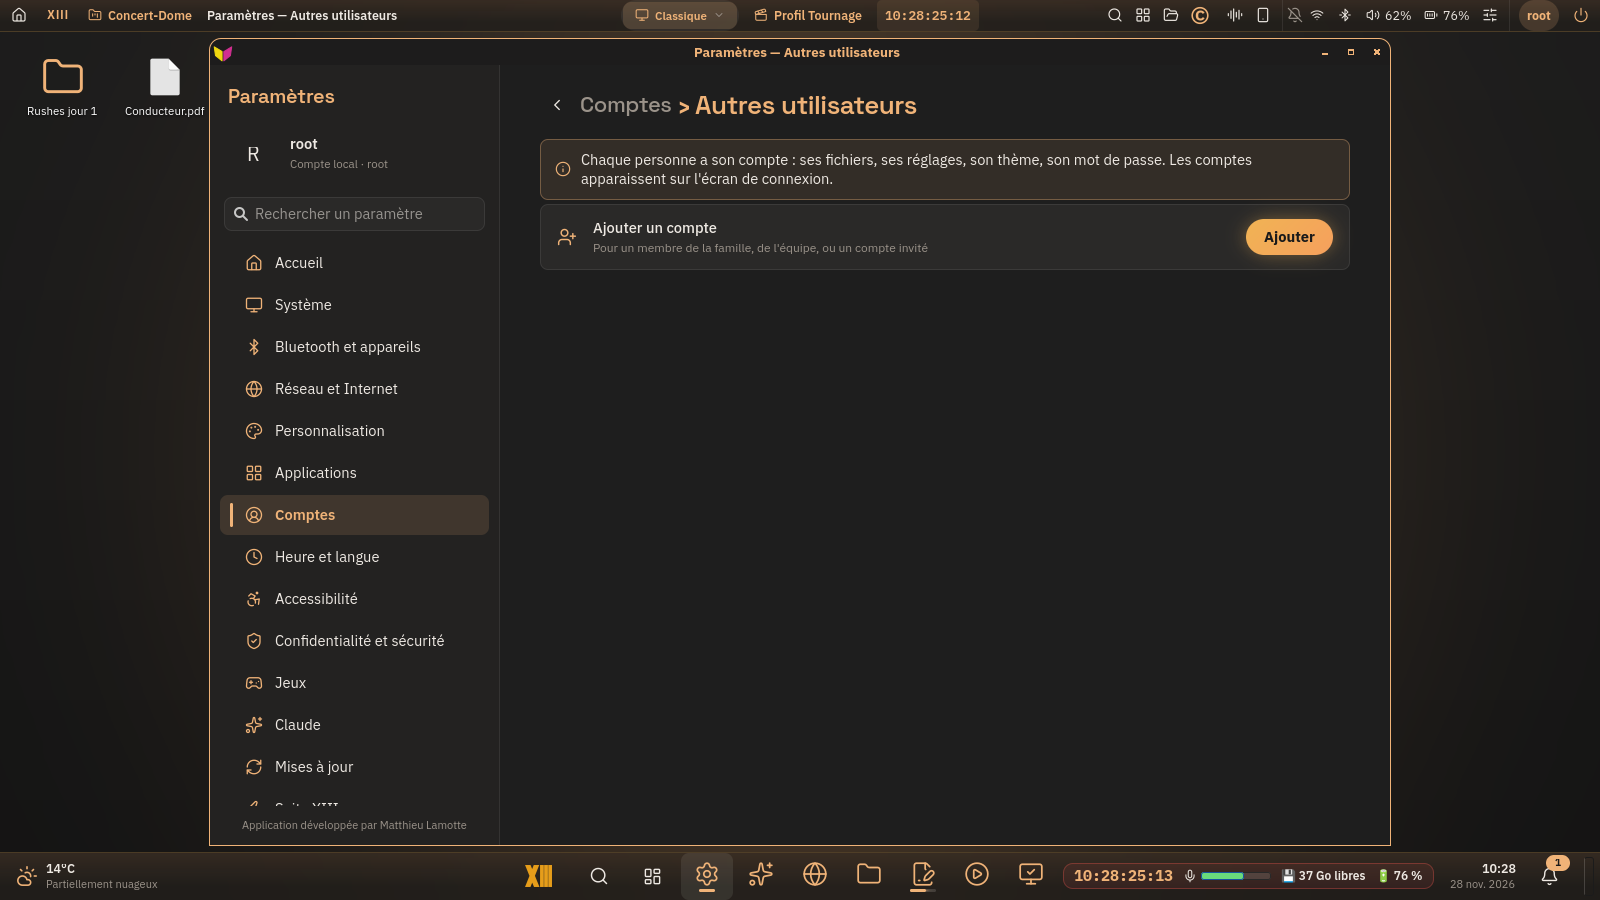 XIII Concert-Dome Paramètres — Autres utilisateurs Classique Profil Tournage 10:28:25:12 62% 76% root
Rushes jour 1
Conducteur.pdf
Paramètres — Autres utilisateurs
Paramètres
R
root
Compte local · root
Rechercher un paramètre
Accueil
Système
Bluetooth et appareils
Réseau et Internet
Personnalisation
Applications
Comptes
Heure et langue
Accessibilité
Confidentialité et sécurité
Jeux
Claude
Mises à jour
Suite XIII
Application développée par Matthieu Lamotte
Comptes > Autres utilisateurs
Chaque personne a son compte : ses fichiers, ses réglages, son thème, son mot de passe. Les comptes
apparaissent sur l'écran de connexion.
Ajouter un compte
Pour un membre de la famille, de l'équipe, ou un compte invité
Ajouter
14°C
Partiellement nuageux
XIII
10:28:25:13 37 Go libres 76 %
10:28
28 nov. 2026
1